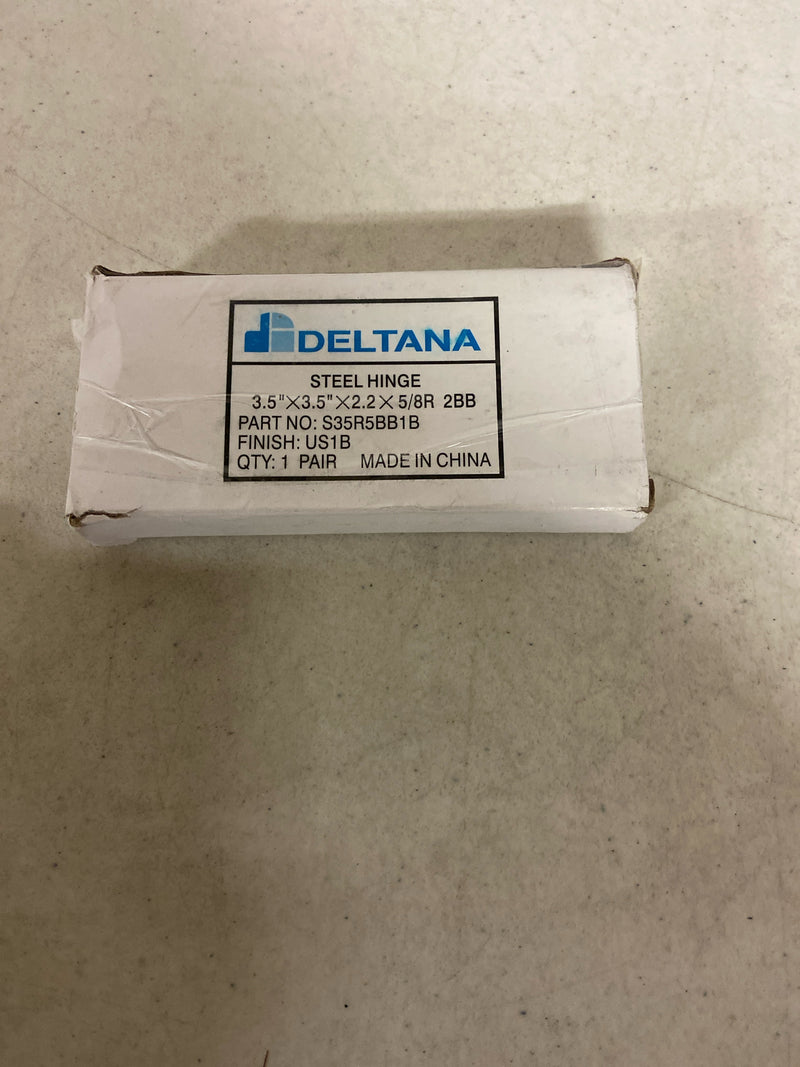 DELTANA
STEEL HINGE
3.5"×3.5"×2.2×5/8R 2BB
PART NO: S35R5BB1B
FINISH: US1B
QTY: 1 PAIR MADE IN CHINA